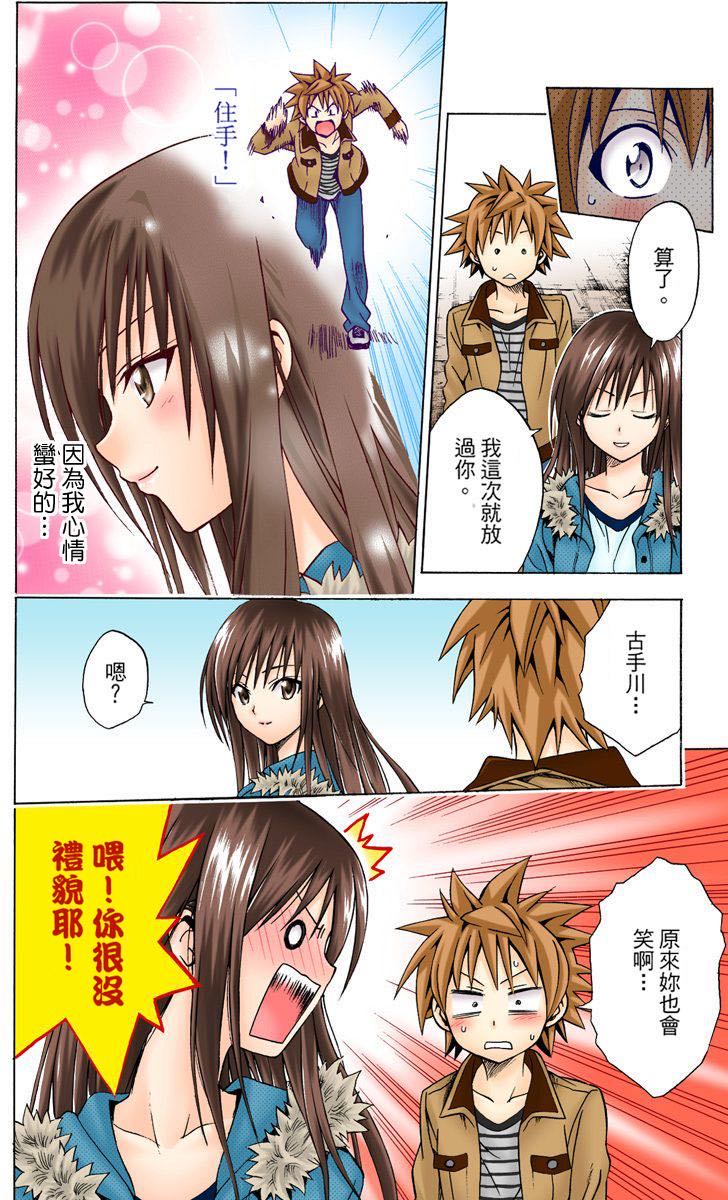 算了。
我這次就放
過你。
「住手！」
因為我心情
蠻好的…
古手川…
嗯？
原來妳也會
笑啊…
喂！你很沒
禮貌耶！